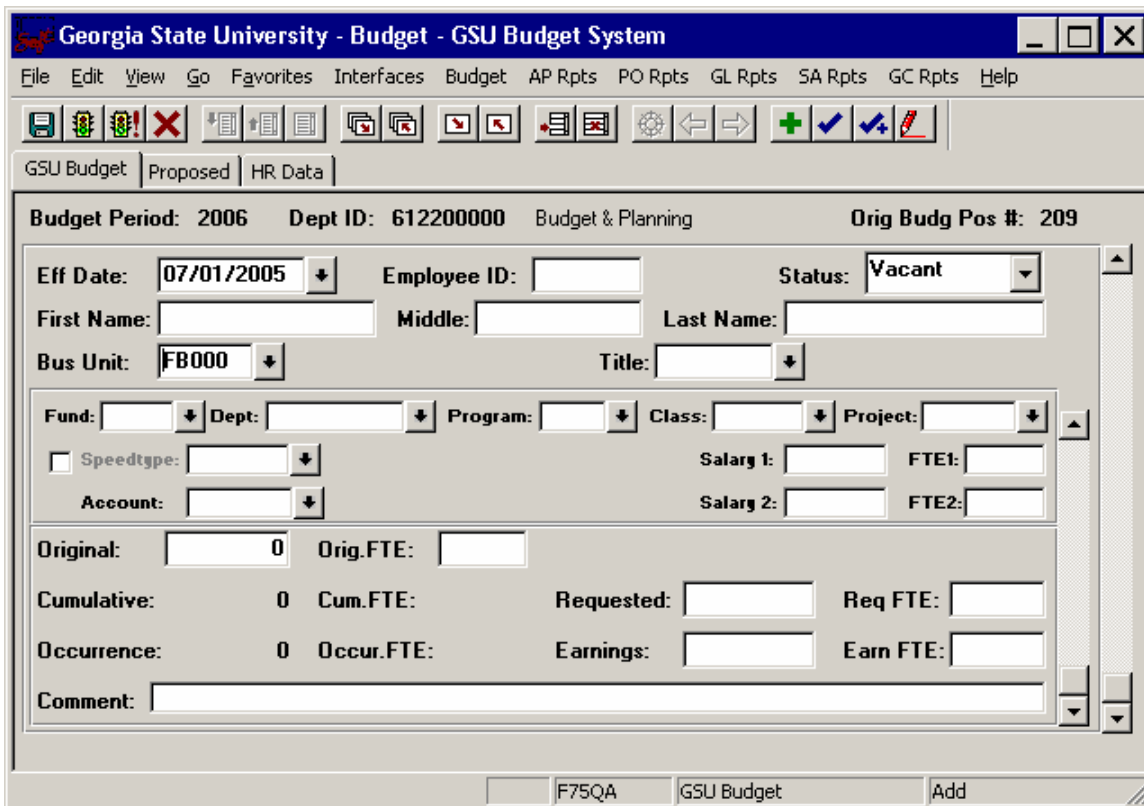 Georgia State University - Budget - GSU Budget System
File Edit View Go Favorites Interfaces Budget AP Rpts PO Rpts GL Rpts SA Rpts GC Rpts Help
GSU Budget Proposed HR Data
Budget Period: 2006 Dept ID: 612200000 Budget & Planning Orig Budg Pos #: 209
Eff Date: 07/01/2005 Employee ID: Status: Vacant
First Name: Middle: Last Name:
Bus Unit: FB000 Title:
Fund: Dept: Program: Class: Project:
Speedtype: Salary 1: FTE1:
Account: Salary 2: FTE2:
Original: 0 Orig.FTE:
Cumulative: 0 Cum.FTE: Requested: Req FTE:
Occurrence: 0 Occur.FTE: Earnings: Earn FTE:
Comment:
F75QA GSU Budget Add